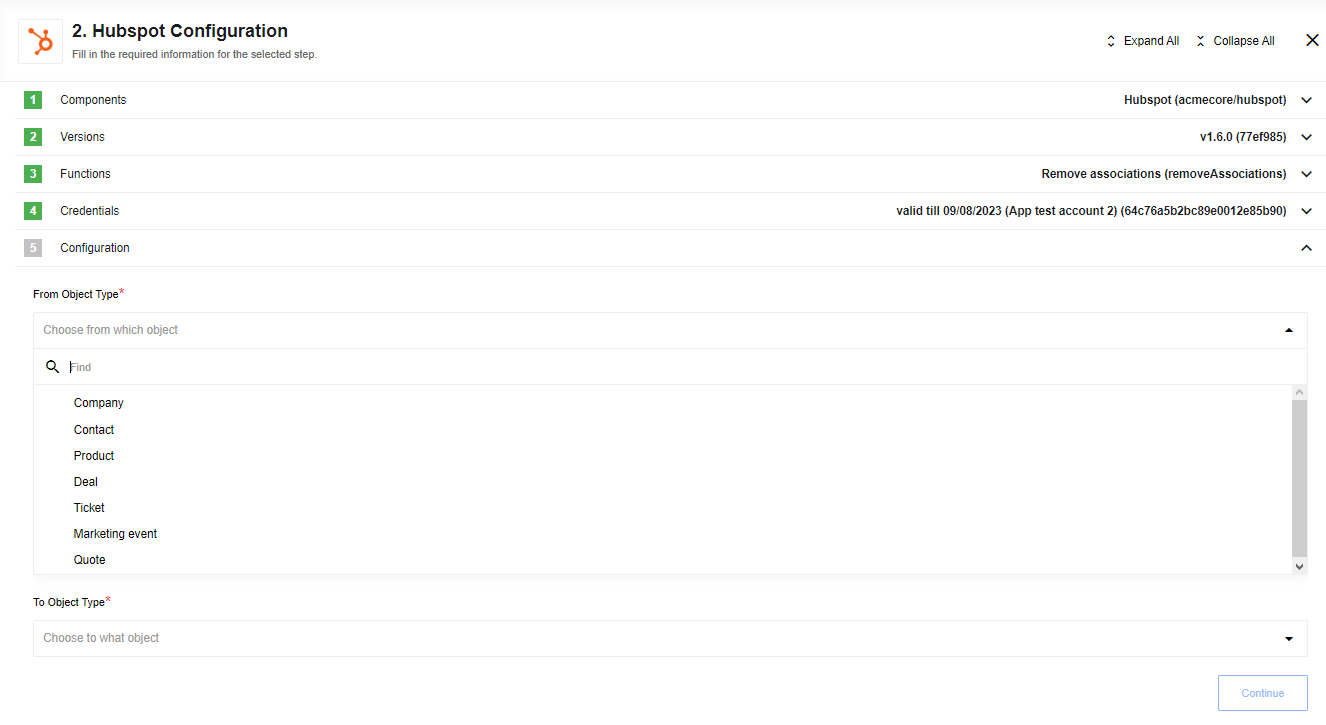 2. Hubspot Configuration
Fill in the required information for the selected step.
Expand All
Collapse All
1 Components Hubspot (acmecore/hubspot)
2 Versions v1.6.0 (77ef985)
3 Functions Remove associations (removeAssociations)
4 Credentials valid till 09/08/2023 (App test account 2) (64c76a5b2bc89e0012e85b90)
5 Configuration
From Object Type*
Choose from which object
Find
Company
Contact
Product
Deal
Ticket
Marketing event
Quote
To Object Type*
Choose to what object
Continue